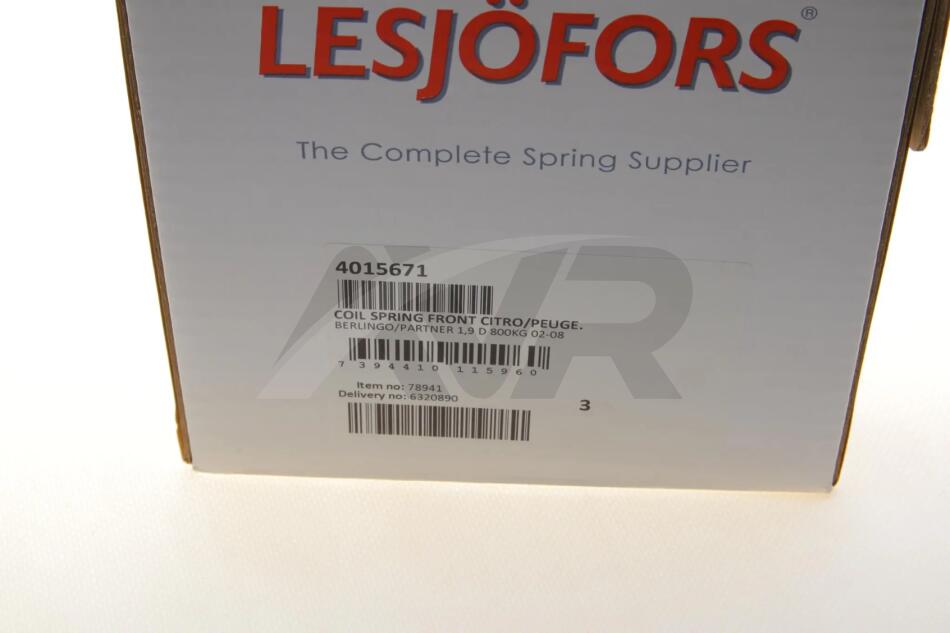 LESJÖFORS®
The Complete Spring Supplier
4015671
COIL SPRING FRONT CITRO/PEUGE.
BERLINGO/PARTNER 1,9 D 800KG 02-08
7 394410 115960
Item no: 78941
Delivery no: 6320890
3
AVR